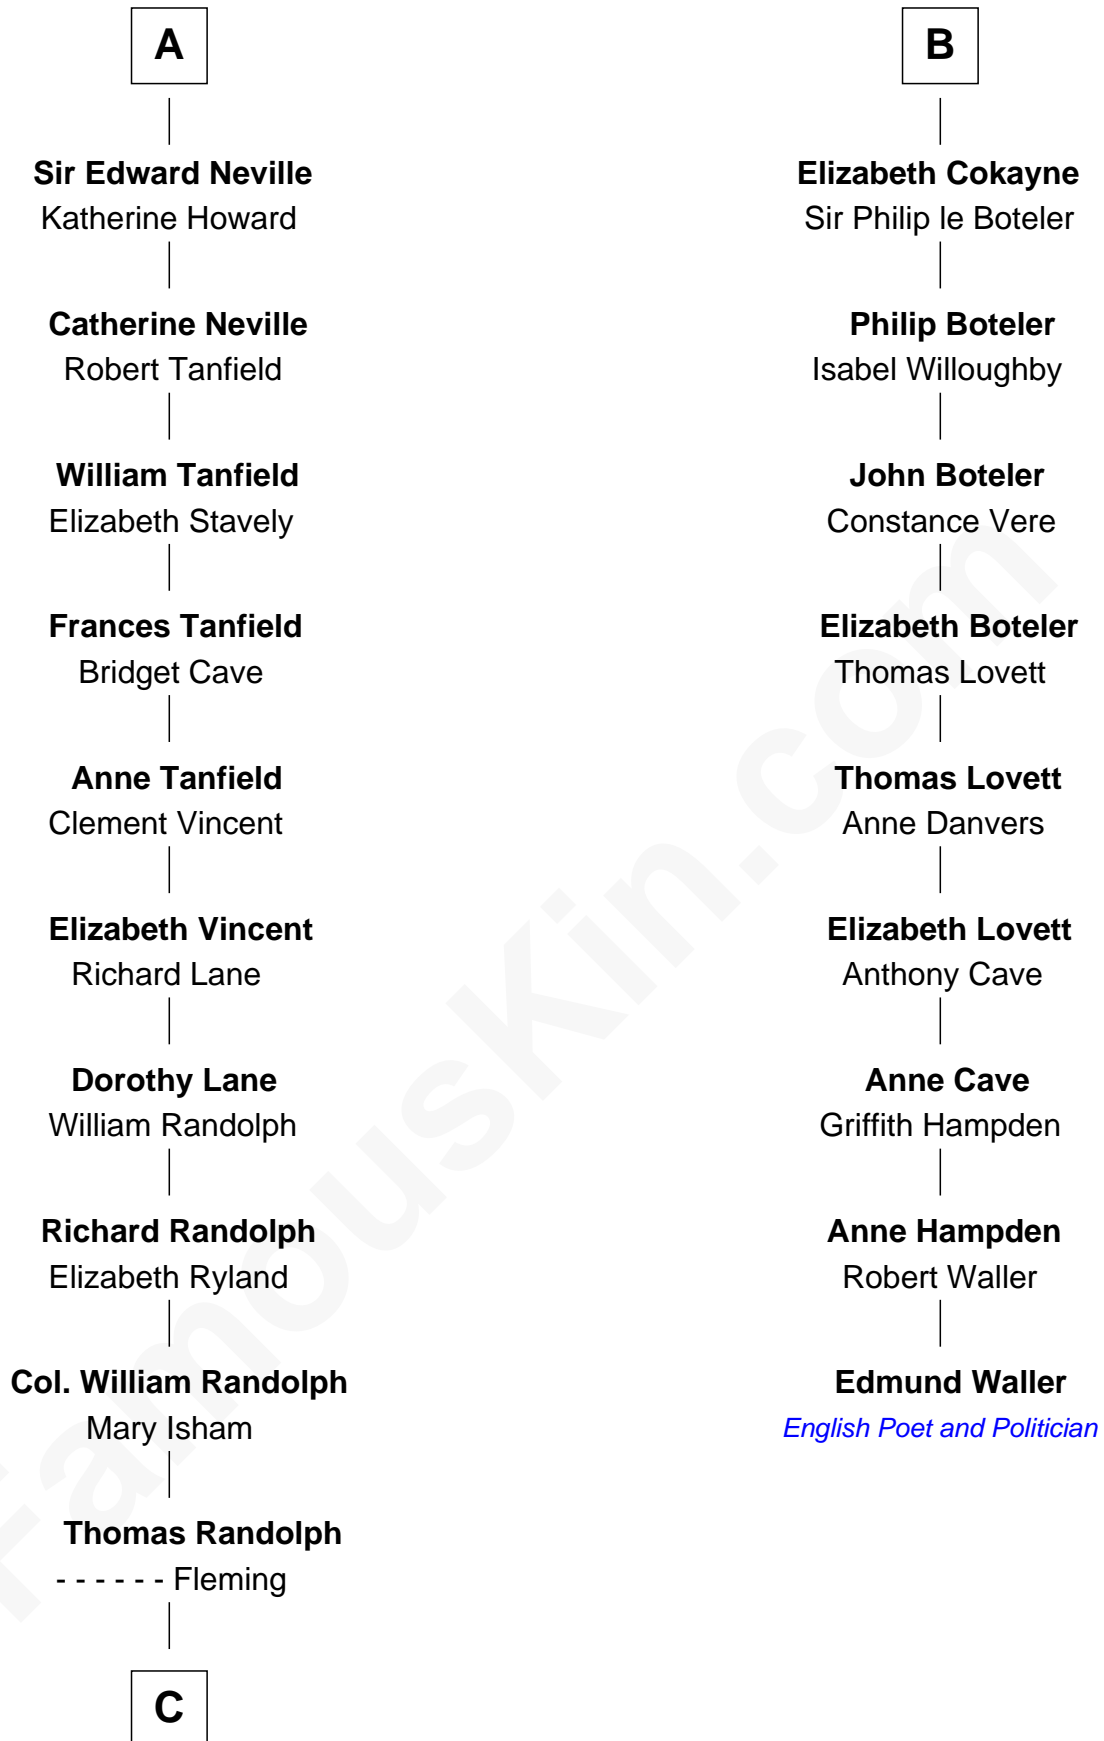 A
Sir Edward Neville
Katherine Howard
Catherine Neville
Robert Tanfield
William Tanfield
Elizabeth Stavely
Frances Tanfield
Bridget Cave
Anne Tanfield
Clement Vincent
Elizabeth Vincent
Richard Lane
Dorothy Lane
William Randolph
Richard Randolph
Elizabeth Ryland
Col. William Randolph
Mary Isham
Thomas Randolph
- - - - - - Fleming
C
B
Elizabeth Cokayne
Sir Philip le Boteler
Philip Boteler
Isabel Willoughby
John Boteler
Constance Vere
Elizabeth Boteler
Thomas Lovett
Thomas Lovett
Anne Danvers
Elizabeth Lovett
Anthony Cave
Anne Cave
Griffith Hampden
Anne Hampden
Robert Waller
Edmund Waller
English Poet and Politician
FamousKin.com